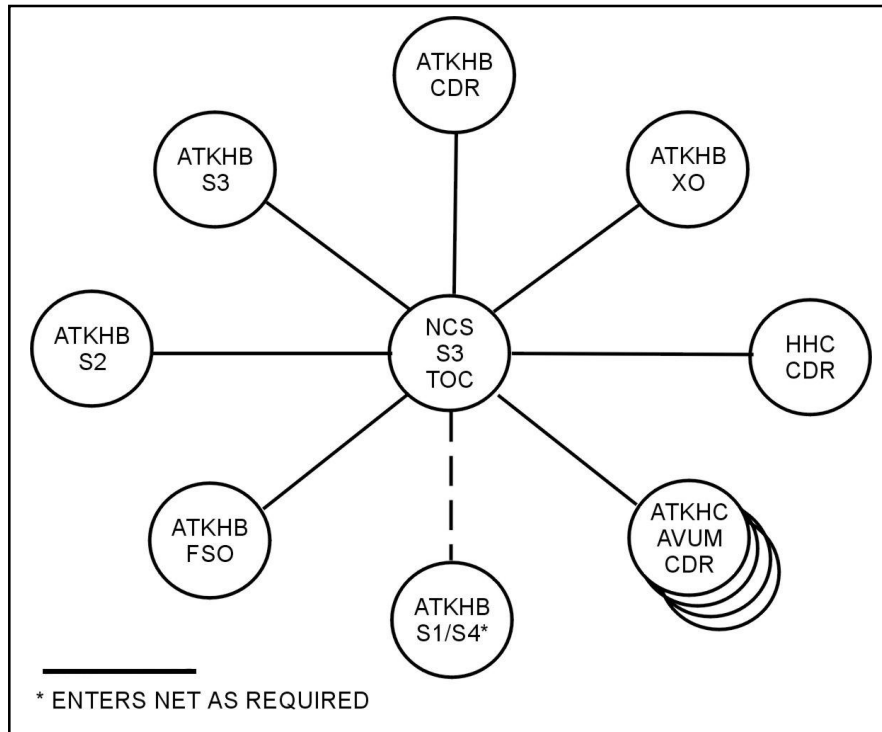 ATKHB
CDR
ATKHB
S3
ATKHB
XO
ATKHB
S2
NCS
S3
TOC
HHC
CDR
ATKHB
FSO
ATKHC
AVUM
CDR
ATKHB
S1/S4*
* ENTERS NET AS REQUIRED